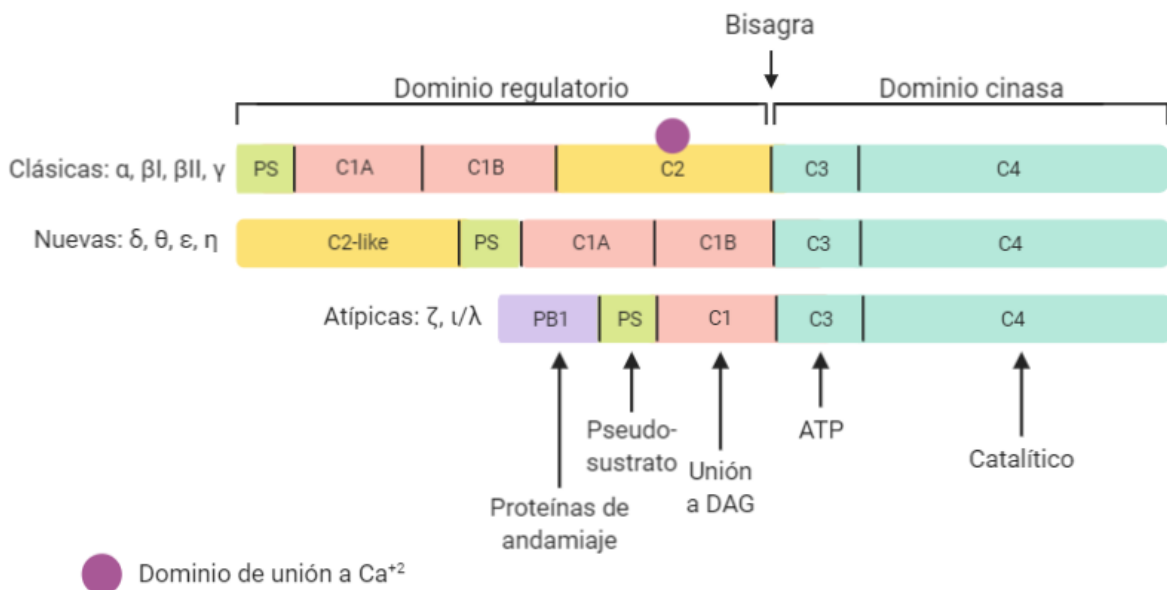 Bisagra
Dominio regulatorio
Dominio cinasa
Clásicas: α, βI, βII, γ
PS
C1A
C1B
C2
C3
C4
Nuevas: δ, θ, ε, η
C2-like
PS
C1A
C1B
C3
C4
Atípicas: ζ, ι/λ
PB1
PS
C1
C3
C4
Proteínas de
andamiaje
Pseudo-
sustrato
Unión
a DAG
ATP
Catalítico
Dominio de unión a Ca⁺²